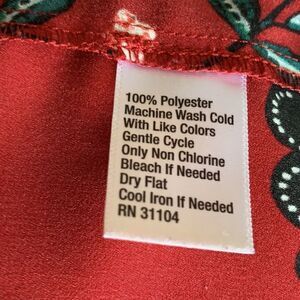 100% Polyester
Machine Wash Cold
With Like Colors
Gentle Cycle
Only Non Chlorine
Bleach If Needed
Dry Flat
Cool Iron If Needed
RN 31104